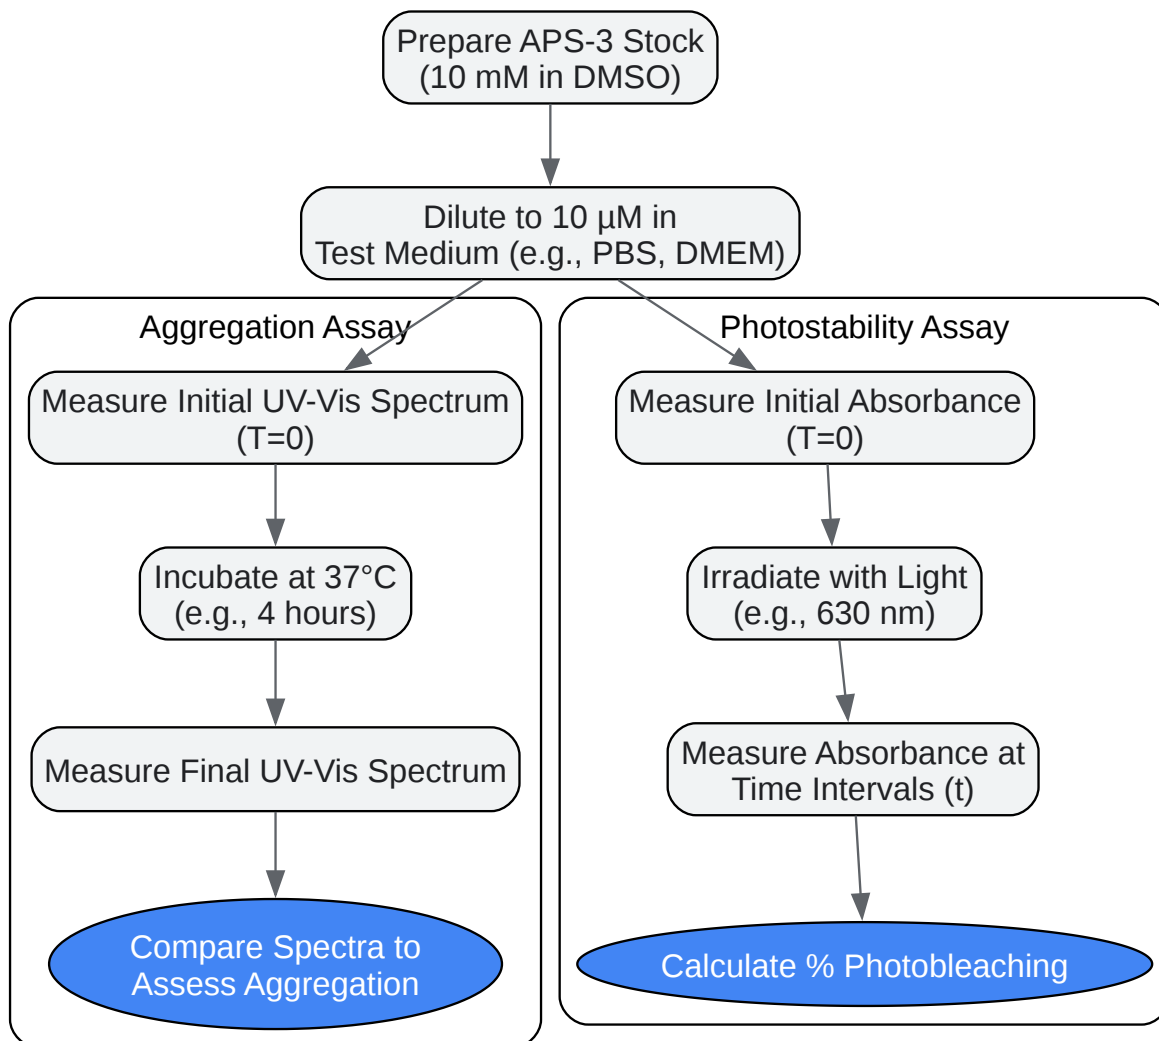 Prepare APS-3 Stock
(10 mM in DMSO)
Dilute to 10 µM in
Test Medium (e.g., PBS, DMEM)
Aggregation Assay
Measure Initial UV-Vis Spectrum
(T=0)
Incubate at 37°C
(e.g., 4 hours)
Measure Final UV-Vis Spectrum
Compare Spectra to
Assess Aggregation
Photostability Assay
Measure Initial Absorbance
(T=0)
Irradiate with Light
(e.g., 630 nm)
Measure Absorbance at
Time Intervals (t)
Calculate % Photobleaching